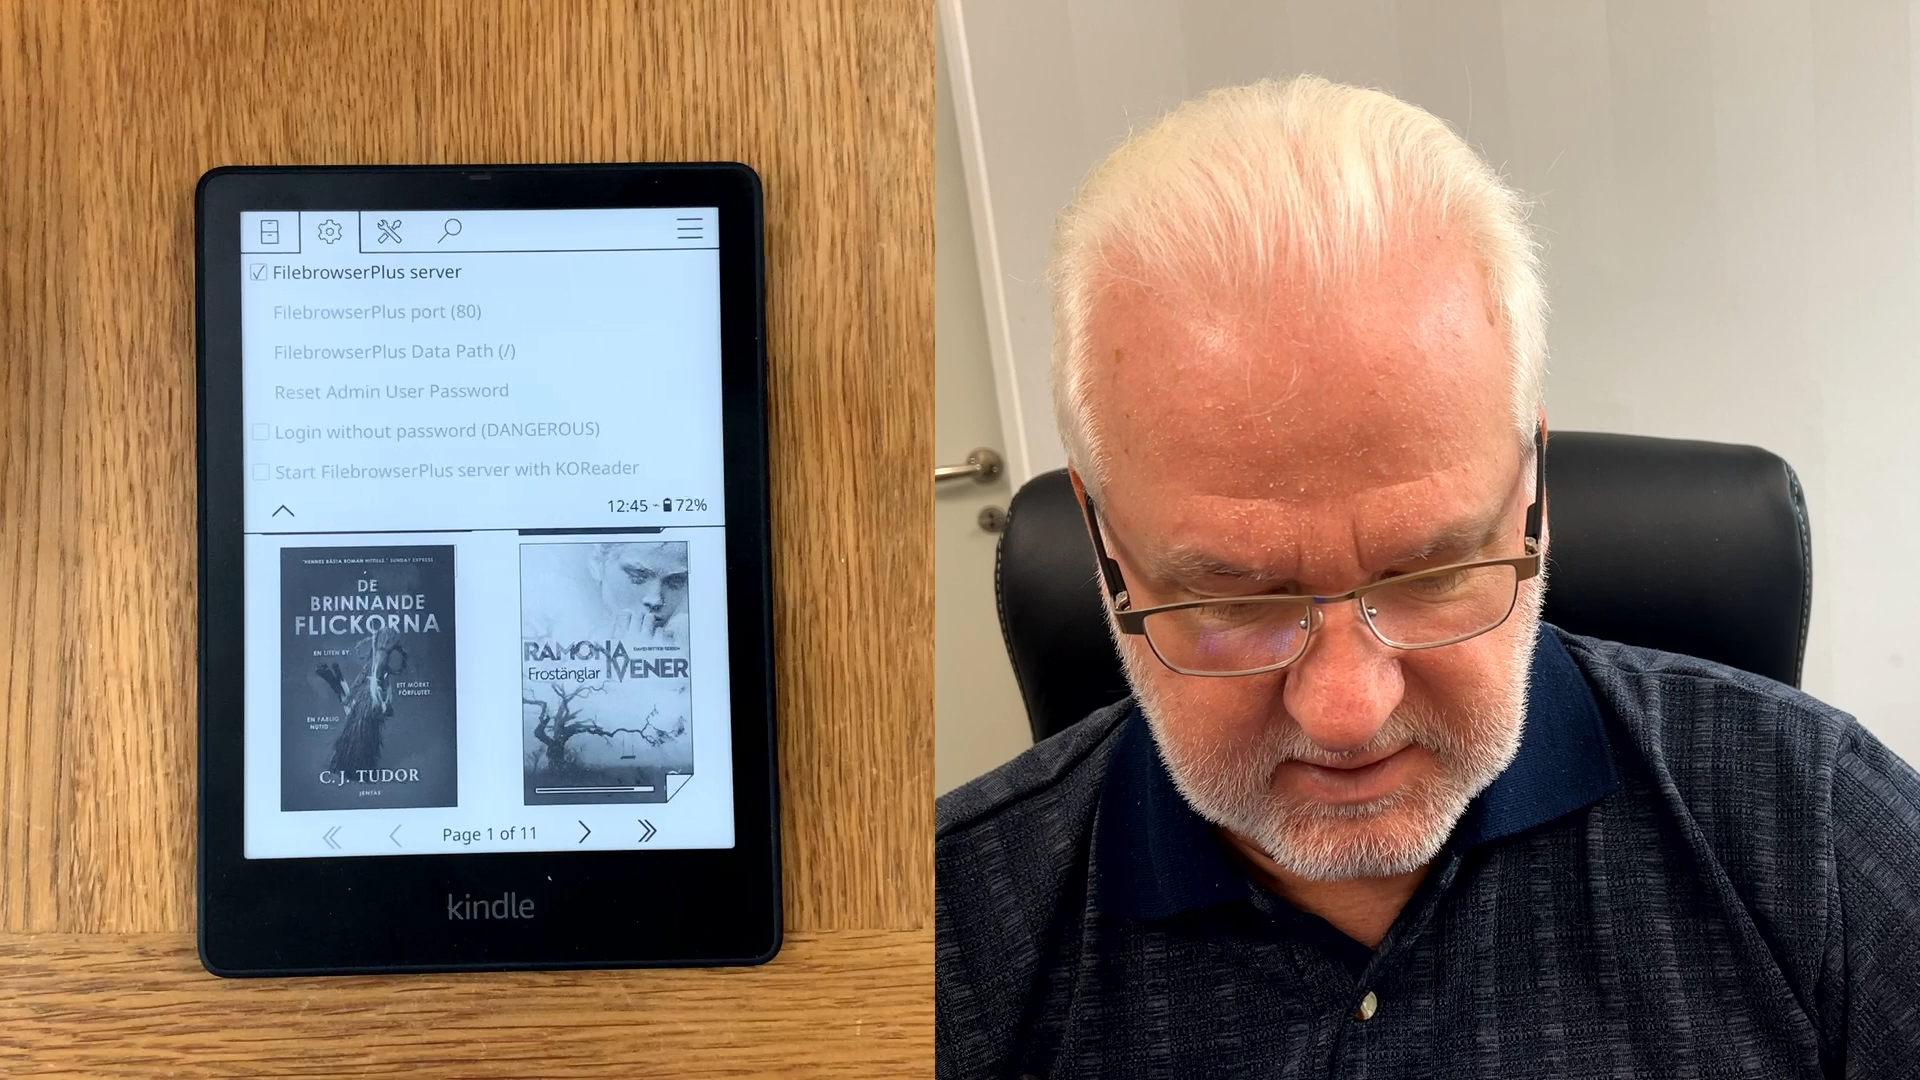 FilebrowserPlus server
FilebrowserPlus port (80)
FilebrowserPlus Data Path (/)
Reset Admin User Password
Login without password (DANGEROUS)
Start FilebrowserPlus server with KOReader
12:45 72%
"HENNES BÄSTA ROMAN HITTILLS." SUNDAY EXPRESS
DE
BRINNANDE
FLICKORNA
EN LITEN BY.
ETT MÖRKT
FÖRFLUTET.
EN FARLIG
NUTID ...
C. J. TUDOR
JENTAS
RAMONA
IVENER
Frostänglar
Page 1 of 11
kindle